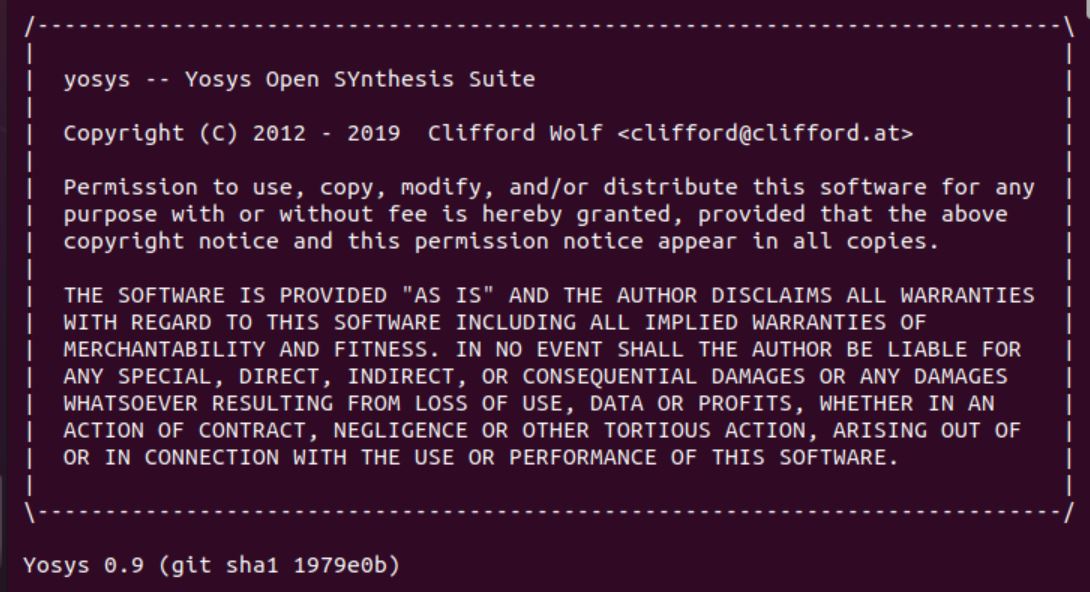 /----------------------------------------------------------------------------\
|                                                                            |
|  yosys -- Yosys Open SYnthesis Suite                                       |
|                                                                            |
|  Copyright (C) 2012 - 2019  Clifford Wolf <clifford@clifford.at>           |
|                                                                            |
|  Permission to use, copy, modify, and/or distribute this software for any  |
|  purpose with or without fee is hereby granted, provided that the above    |
|  copyright notice and this permission notice appear in all copies.         |
|                                                                            |
|  THE SOFTWARE IS PROVIDED "AS IS" AND THE AUTHOR DISCLAIMS ALL WARRANTIES  |
|  WITH REGARD TO THIS SOFTWARE INCLUDING ALL IMPLIED WARRANTIES OF          |
|  MERCHANTABILITY AND FITNESS. IN NO EVENT SHALL THE AUTHOR BE LIABLE FOR   |
|  ANY SPECIAL, DIRECT, INDIRECT, OR CONSEQUENTIAL DAMAGES OR ANY DAMAGES    |
|  WHATSOEVER RESULTING FROM LOSS OF USE, DATA OR PROFITS, WHETHER IN AN     |
|  ACTION OF CONTRACT, NEGLIGENCE OR OTHER TORTIOUS ACTION, ARISING OUT OF   |
|  OR IN CONNECTION WITH THE USE OR PERFORMANCE OF THIS SOFTWARE.            |
|                                                                            |
\----------------------------------------------------------------------------/
Yosys 0.9 (git sha1 1979e0b)